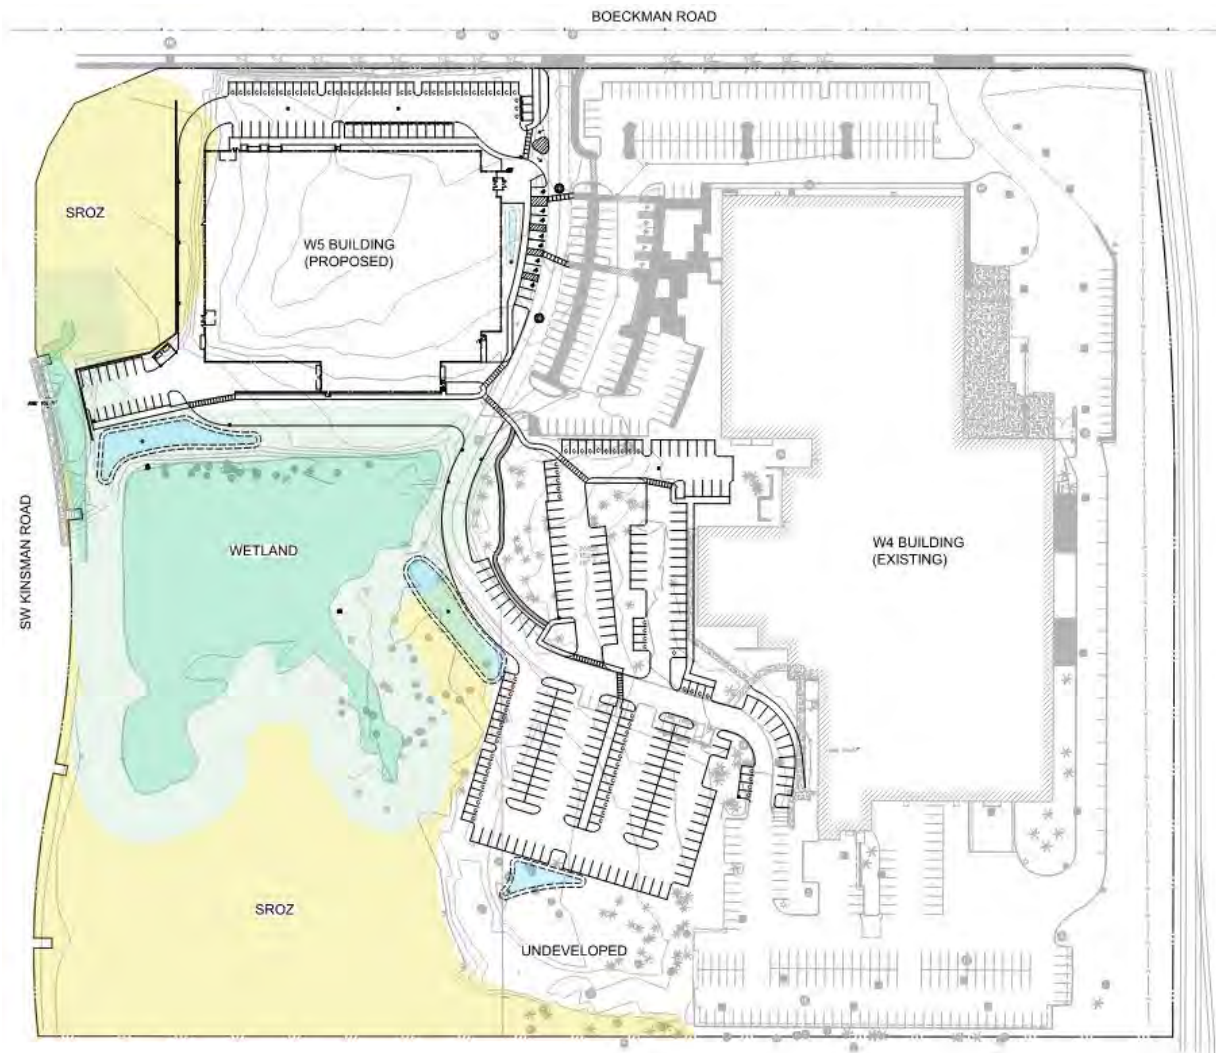 BOECKMAN ROAD
SROZ
W5 BUILDING
(PROPOSED)
SW KINSMAN ROAD
WETLAND
W4 BUILDING
(EXISTING)
SROZ
UNDEVELOPED